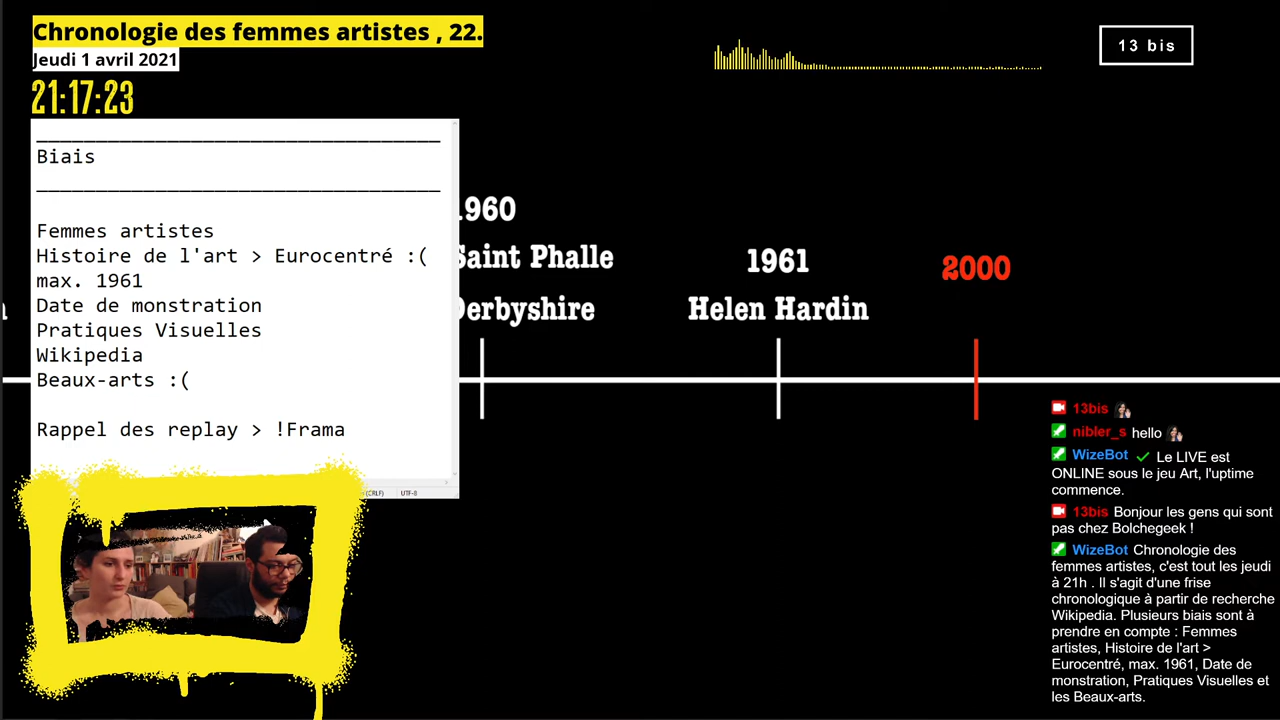 Chronologie des femmes artistes , 22.
Jeudi 1 avril 2021
21:17:23
13 bis
Biais
Femmes artistes
Histoire de l'art > Eurocentré :(
max. 1961
Date de monstration
Pratiques Visuelles
Wikipedia
Beaux-arts :(
Rappel des replay > !Frama
(CRLF) UTF-8
1960
Saint Phalle
Derbyshire
1961
Helen Hardin
2000
13bis
nibler_s hello
WizeBot Le LIVE est
ONLINE sous le jeu Art, l'uptime
commence.
13bis Bonjour les gens qui sont
pas chez Bolchegeek !
WizeBot Chronologie des
femmes artistes, c'est tout les jeudi
à 21h . Il s'agit d'une frise
chronologique à partir de recherche
Wikipedia. Plusieurs biais sont à
prendre en compte : Femmes
artistes, Histoire de l'art >
Eurocentré, max. 1961, Date de
monstration, Pratiques Visuelles et
les Beaux-arts.